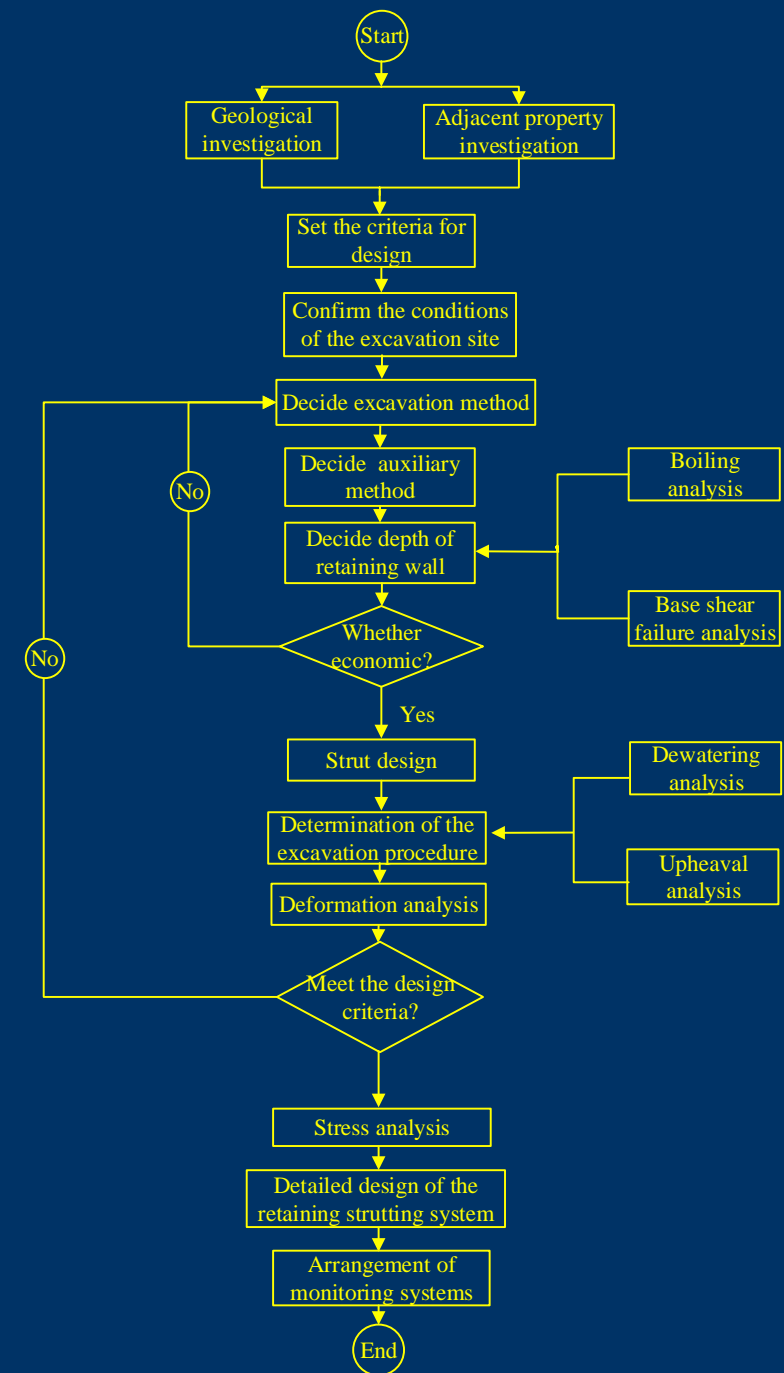 Start
Geological
investigation
Adjacent property
investigation
Set the criteria for
design
Confirm the conditions
of the excavation site
Decide excavation method
Decide auxiliary
method
No
Boiling
analysis
Decide depth of
retaining wall
Base shear
failure analysis
Whether
economic?
No
Yes
Strut design
Dewatering
analysis
Determination of the
excavation procedure
Upheaval
analysis
Deformation analysis
Meet the design
criteria?
Stress analysis
Detailed design of the
retaining strutting system
Arrangement of
monitoring systems
End